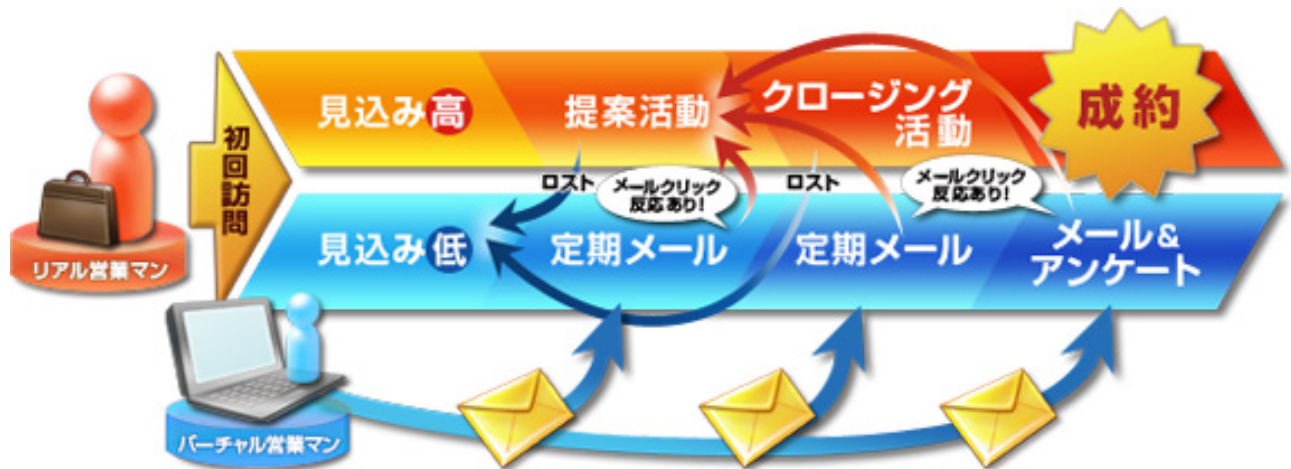 初回訪問
見込み高
提案活動
クロージング
活動
成約
ロスト
メールクリック
反応あり!
ロスト
メールクリック
反応あり!
見込み低
定期メール
定期メール
メール&
アンケート
リアル営業マン
バーチャル営業マン